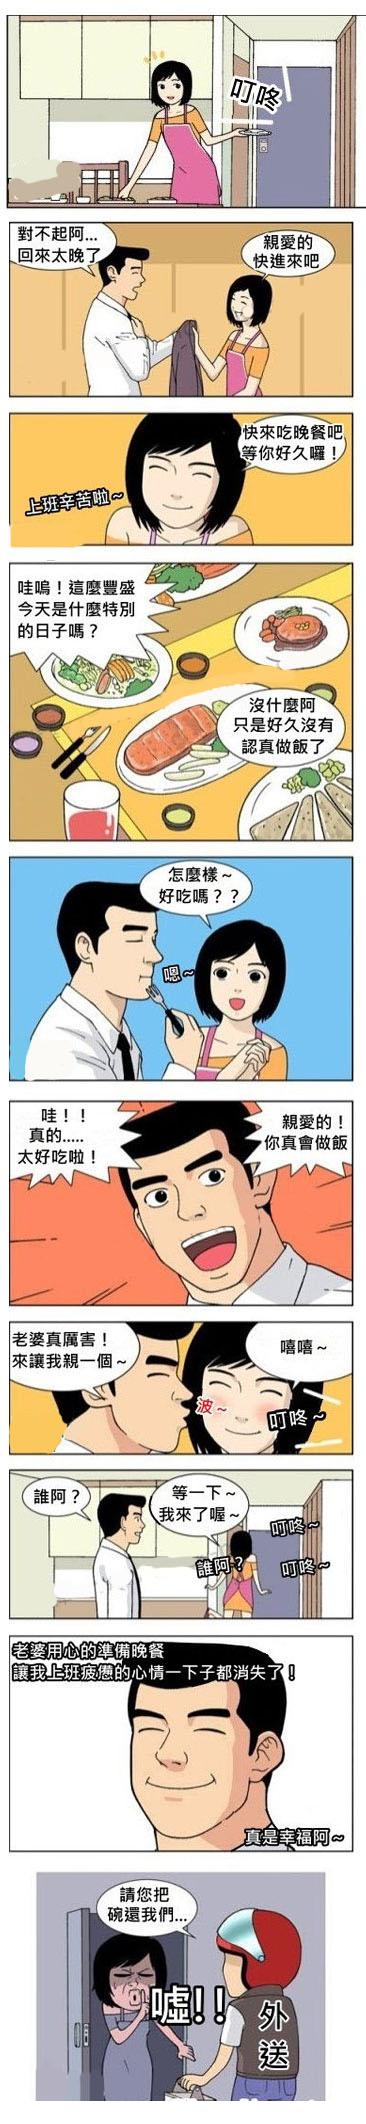 叮咚
對不起阿...
回來太晚了
親愛的
快進來吧
快來吃晚餐吧
等你好久囉！
上班辛苦啦～
哇嗚！這麼豐盛
今天是什麼特別
的日子嗎？
沒什麼阿
只是好久沒有
認真做飯了
怎麼樣～
好吃嗎？？
嗯～
哇！！
真的.....
太好吃啦！
親愛的！
你真會做飯
老婆真厲害！
來讓我親一個～
嘻嘻～
波～
叮咚～
誰阿？
等一下～
我來了喔～
叮咚～
誰阿？
叮咚～
老婆用心的準備晚餐
讓我上班疲憊的心情一下子都消失了！
真是幸福阿～
請您把
碗還我們...
噓!!
外送